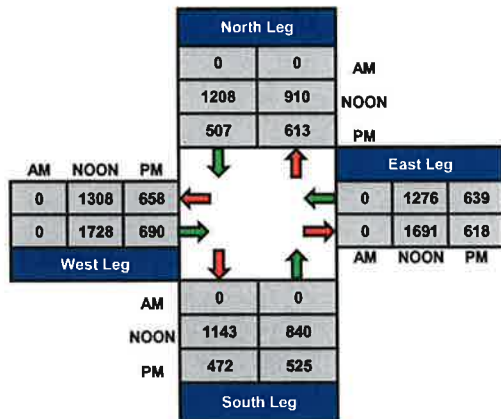 North Leg
0 0 AM
1208 910 NOON
507 613 PM
AM NOON PM
East Leg
0 1308 658
0 1276 639
0 1728 690
0 1691 618
West Leg
AM NOON PM
AM 0 0
NOON 1143 840
PM 472 525
South Leg